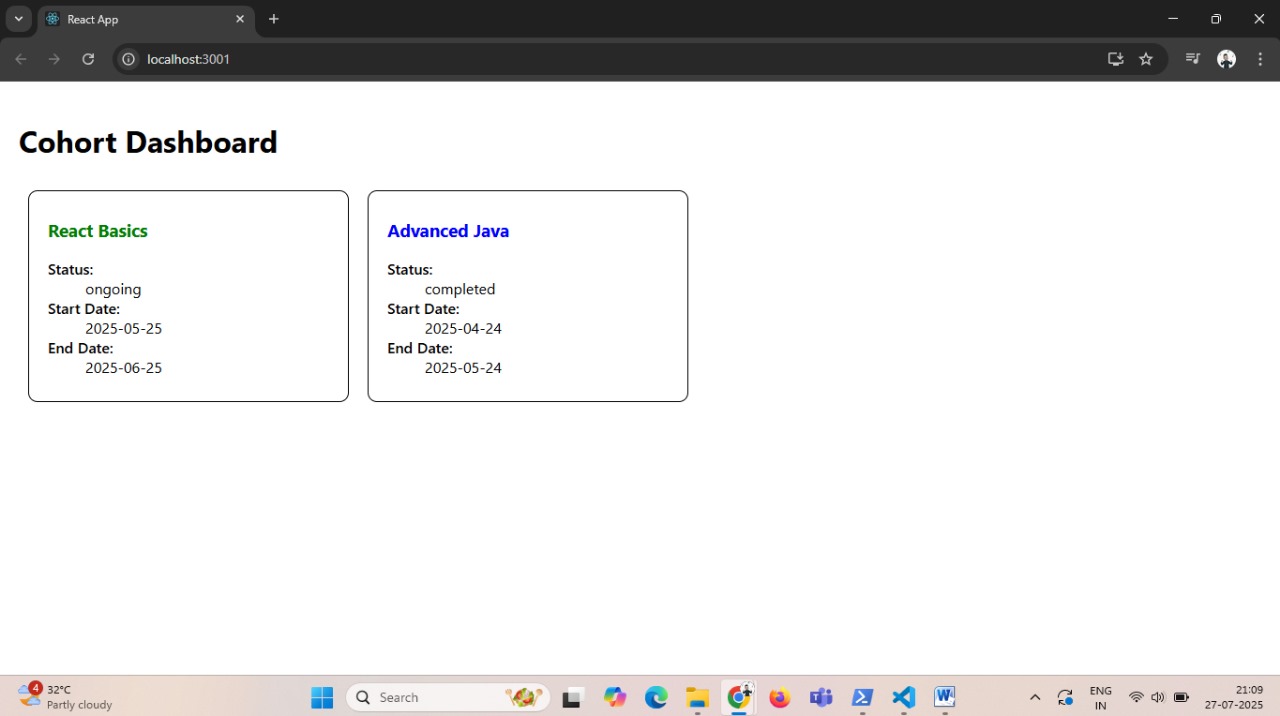 React App
localhost:3001
Cohort Dashboard
React Basics
Status:
ongoing
Start Date:
2025-05-25
End Date:
2025-06-25
Advanced Java
Status:
completed
Start Date:
2025-04-24
End Date:
2025-05-24
4
32°C
Partly cloudy
Search
ENG
IN
21:09
27-07-2025